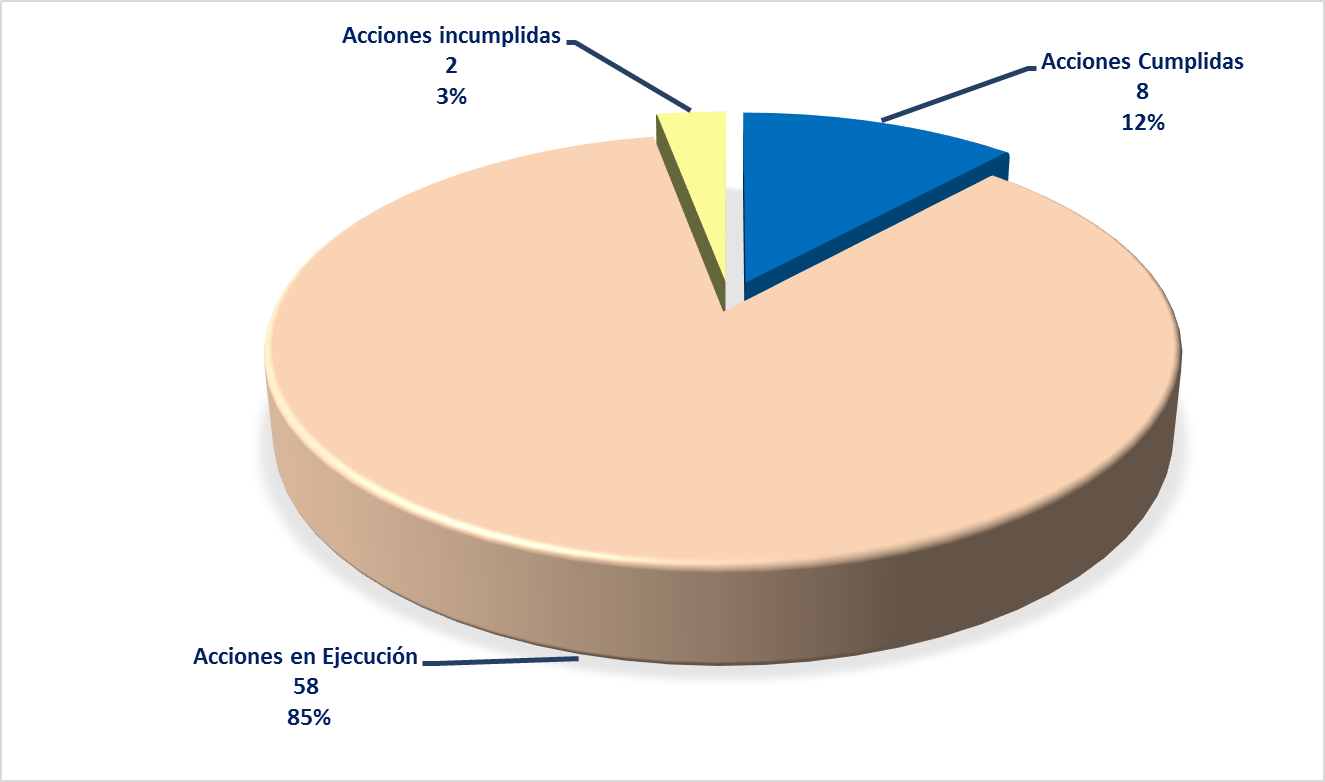 Acciones incumplidas
2
3%
Acciones Cumplidas
8
12%
Acciones en Ejecución
58
85%